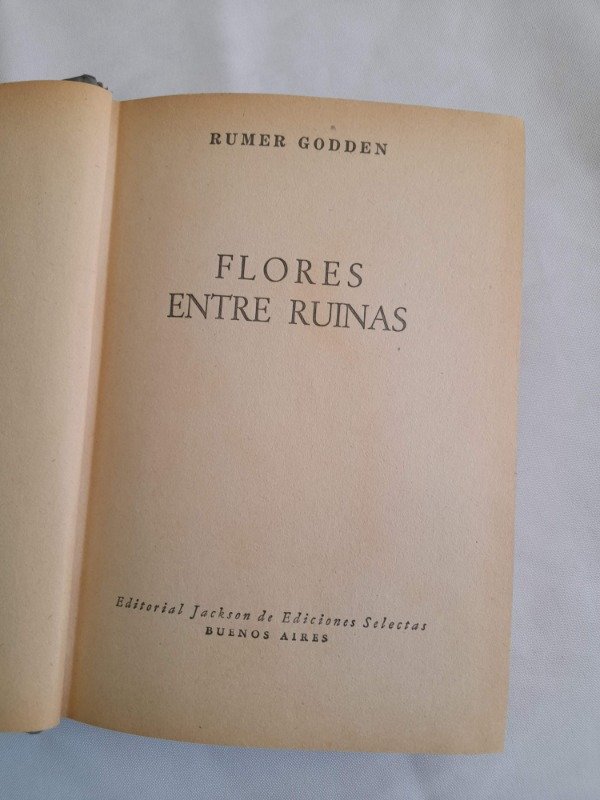 RUMER GODDEN
FLORES
ENTRE RUINAS
Editorial Jackson de Ediciones Selectas
BUENOS AIRES